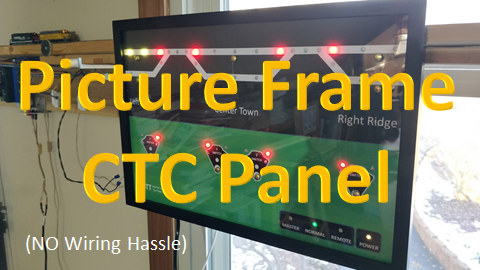 Picture Frame
Center Town
Right Ridge
CTC Panel
MASTER NORMAL REMOTE POWER
(NO Wiring Hassle)